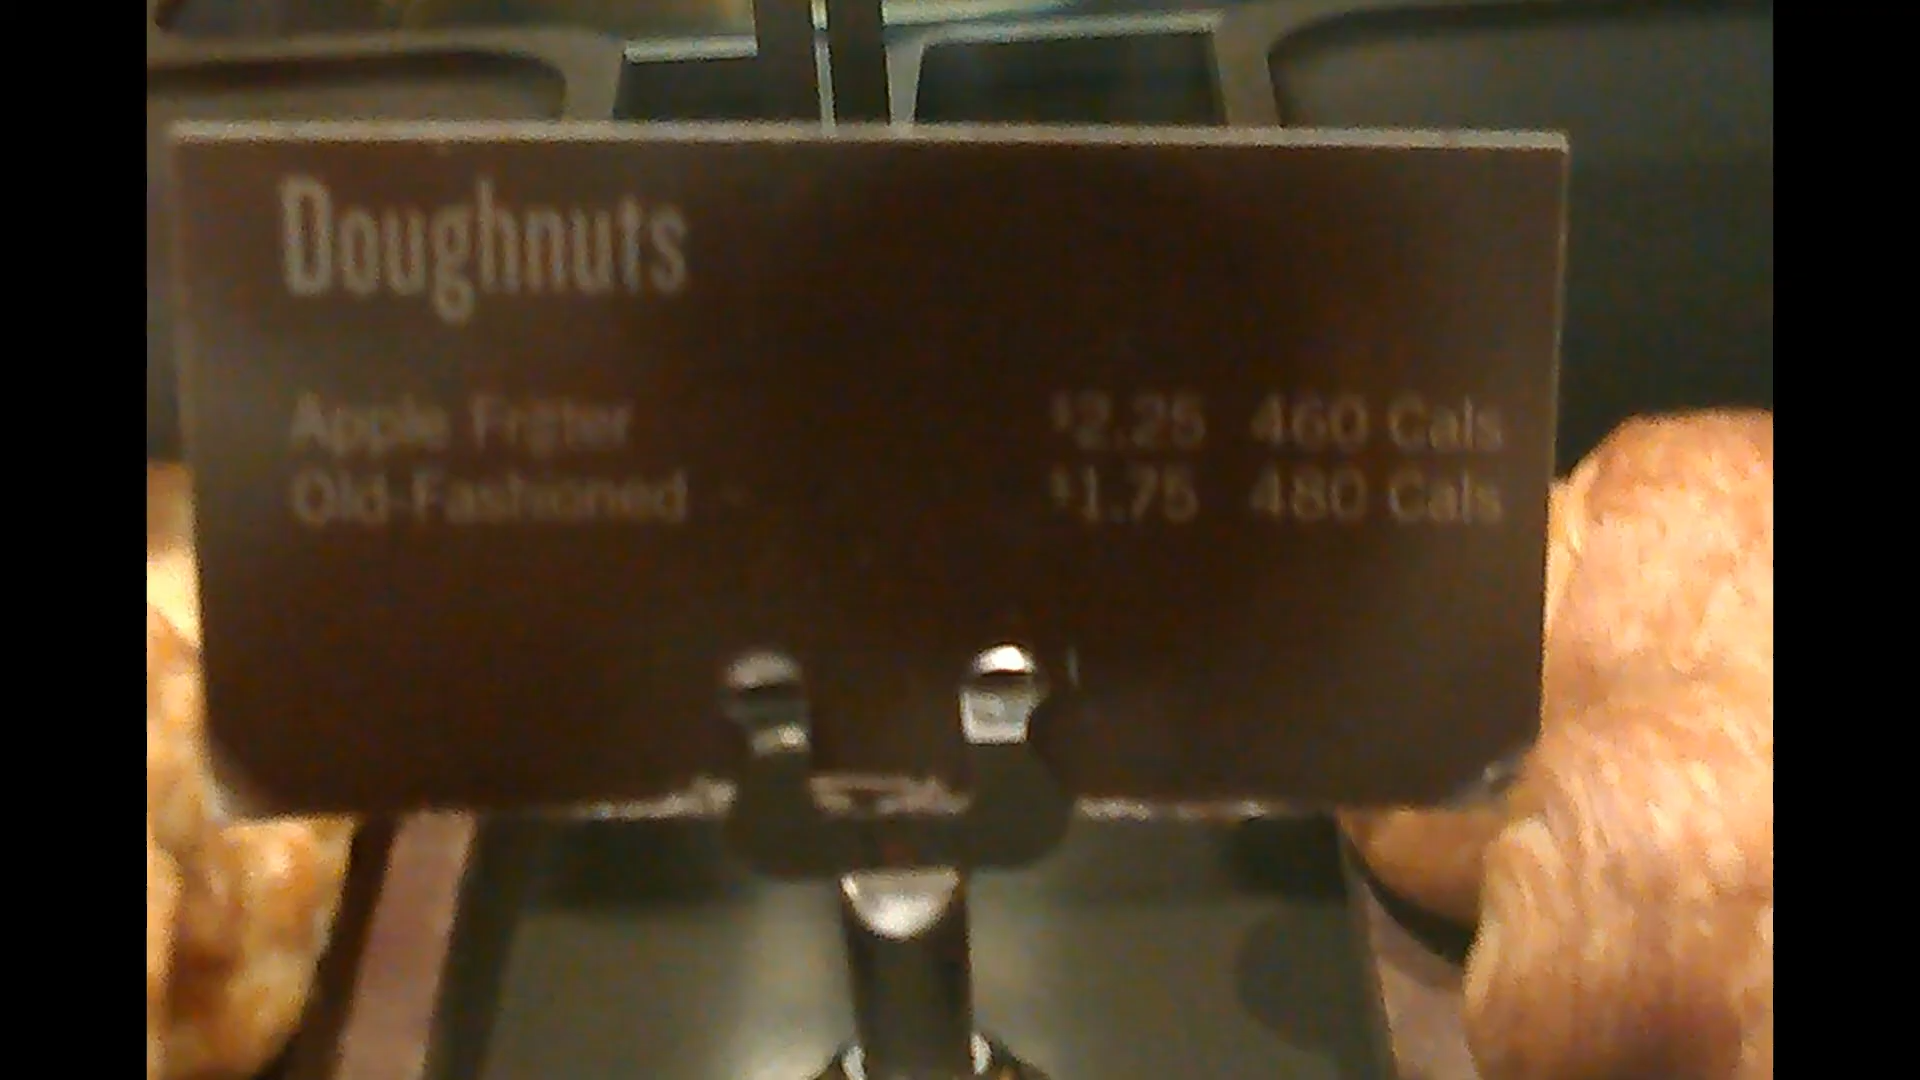 Doughnuts
Apple Fritter $2.25 460 Cals
Old-Fashioned $1.75 480 Cals